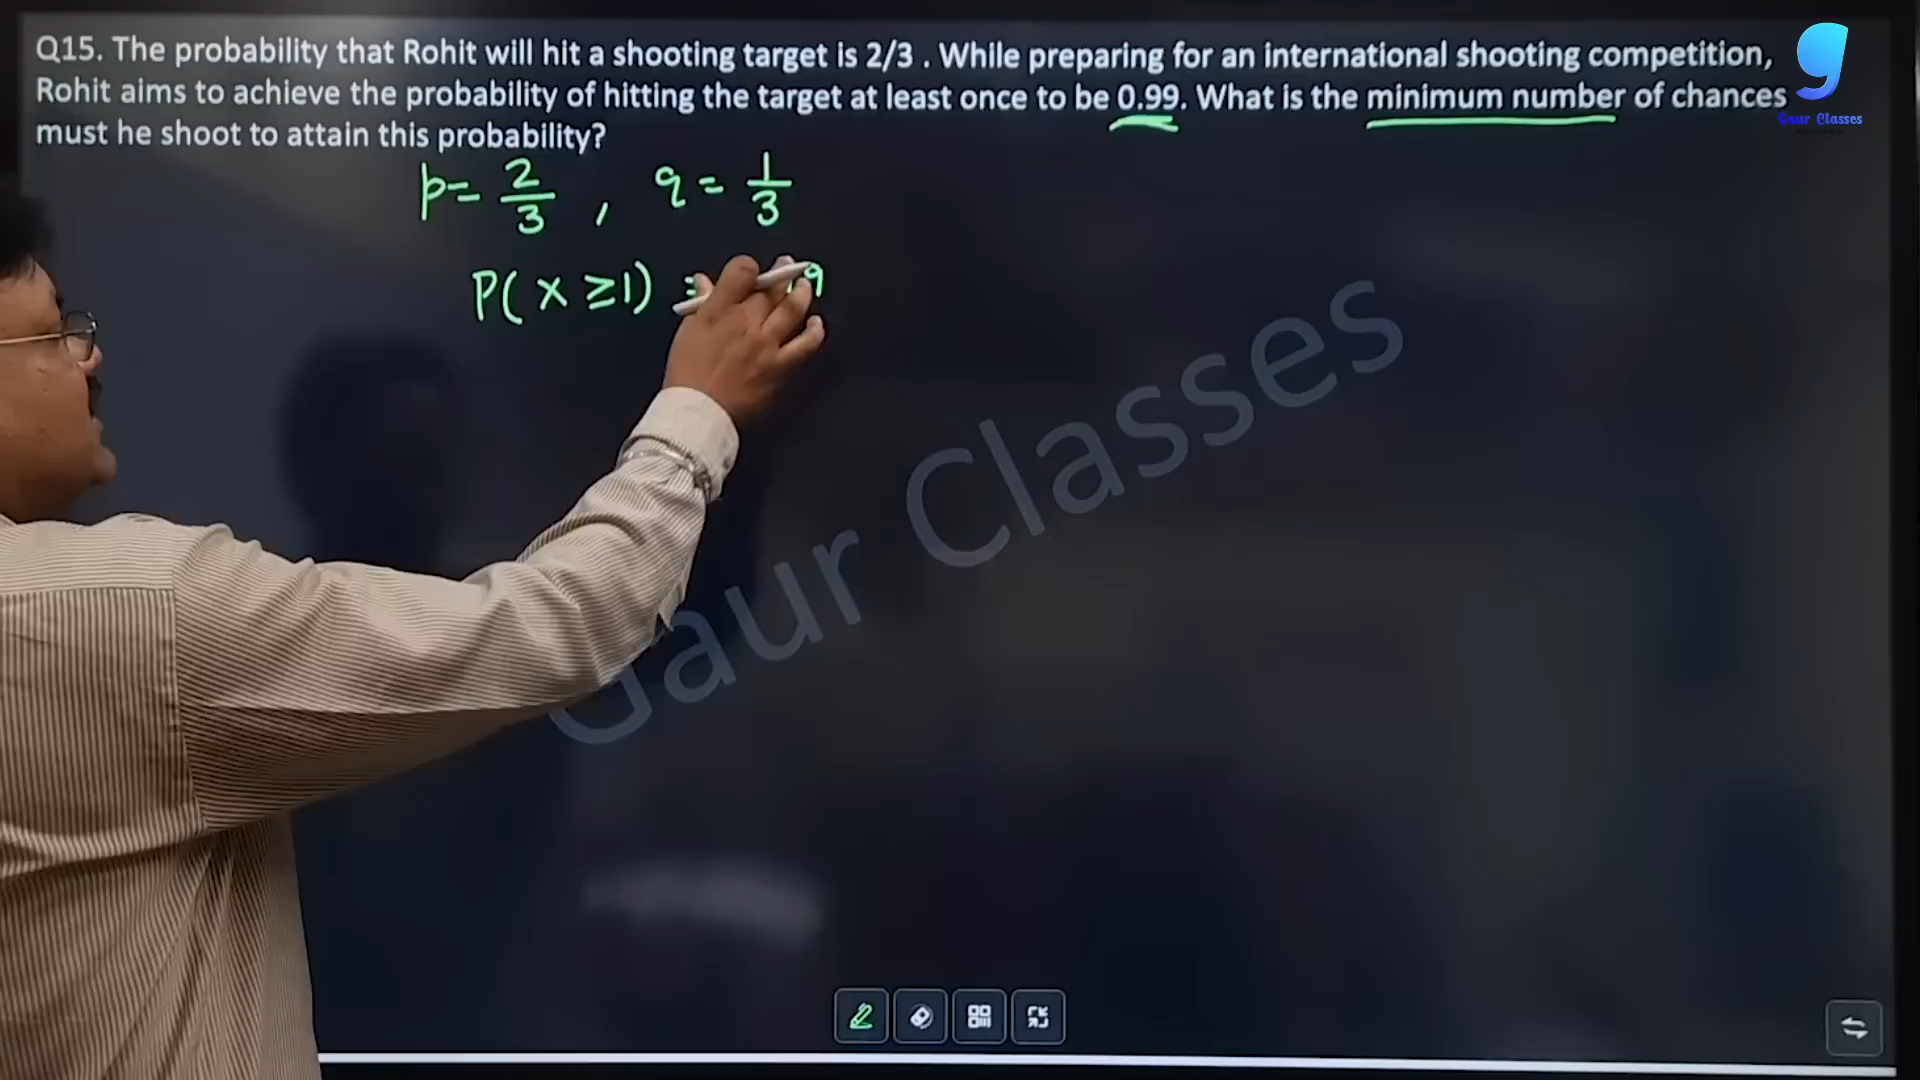 Q15. The probability that Rohit will hit a shooting target is 2/3 . While preparing for an international shooting competition,
Rohit aims to achieve the probability of hitting the target at least once to be 0.99. What is the minimum number of chances
must he shoot to attain this probability?
g
Gaur Classes
p = 2/3 , q = 1/3
P(x ≥ 1) =
Gaur Classes